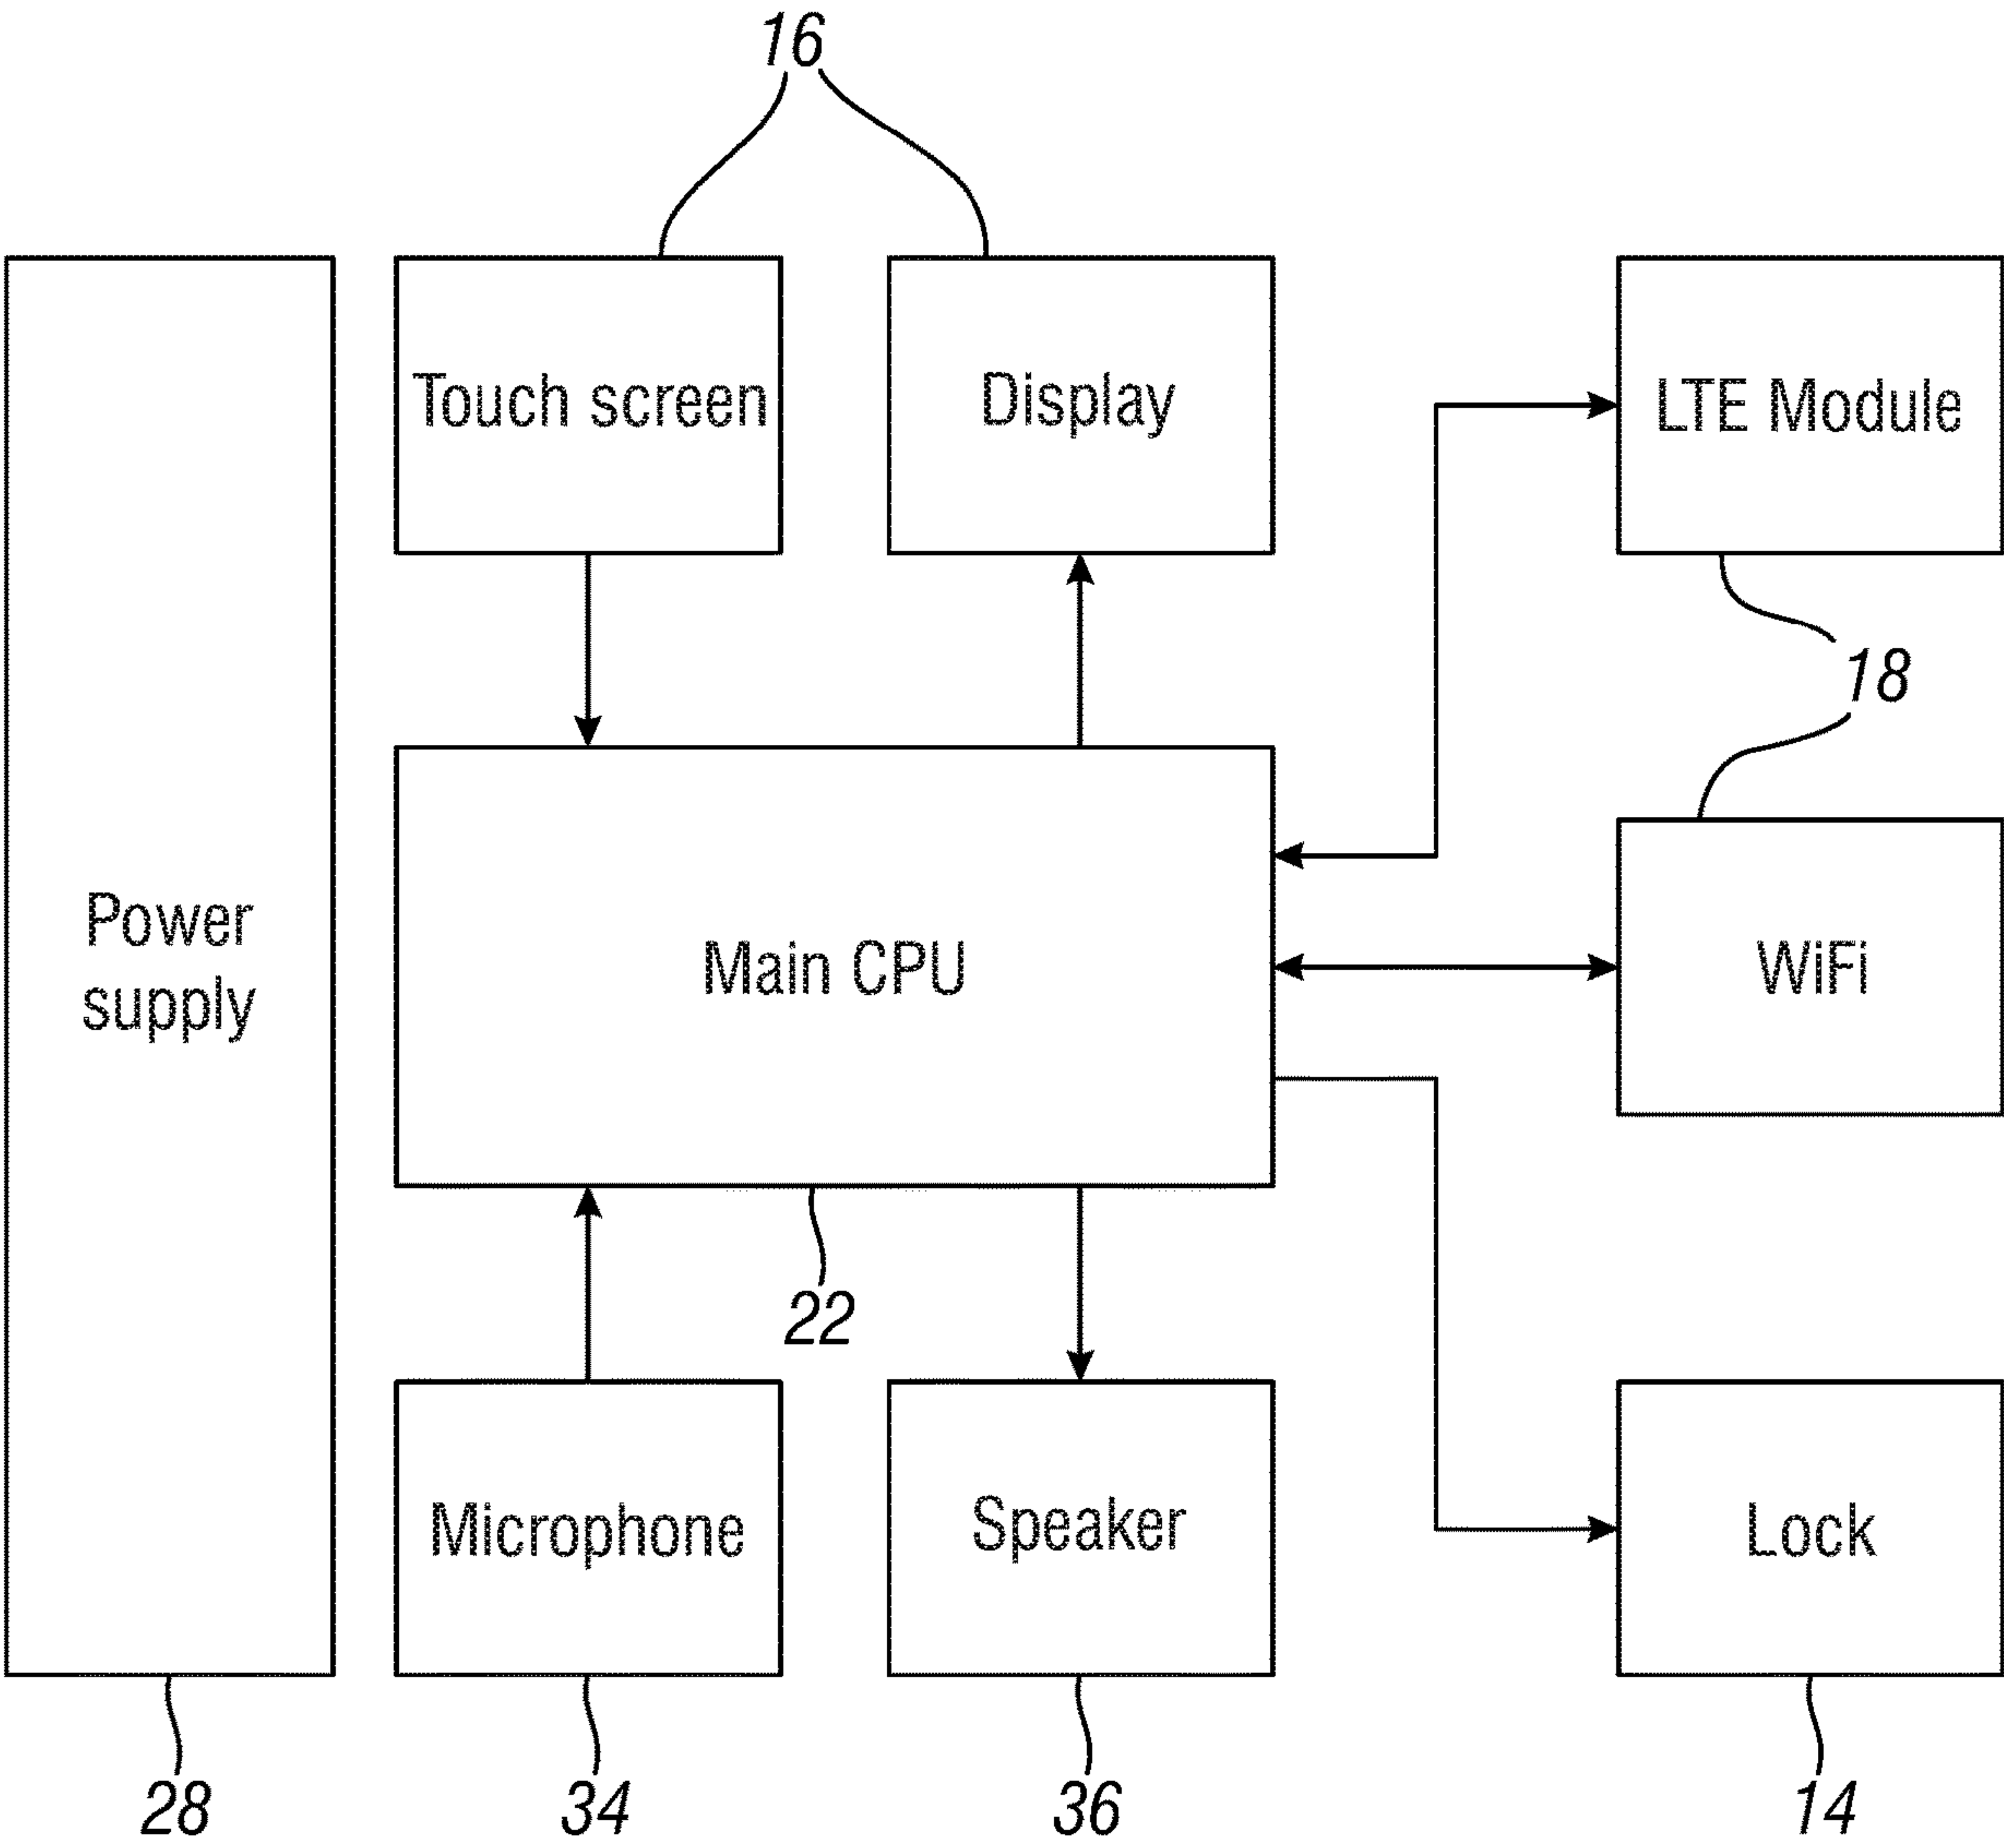 16
Touch screen
Display
LTE Module
18
Power
supply
Main CPU
WiFi
22
Microphone
Speaker
Lock
28
34
36
14